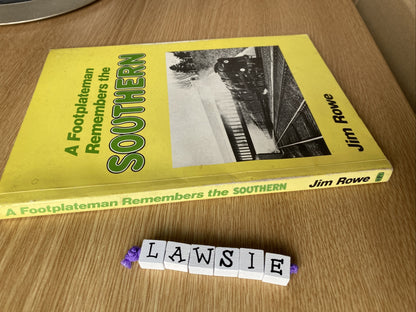 A Footplateman
Remembers the
SOUTHERN
Jim Rowe
A Footplateman Remembers the SOUTHERN Jim Rowe
LAWSIE